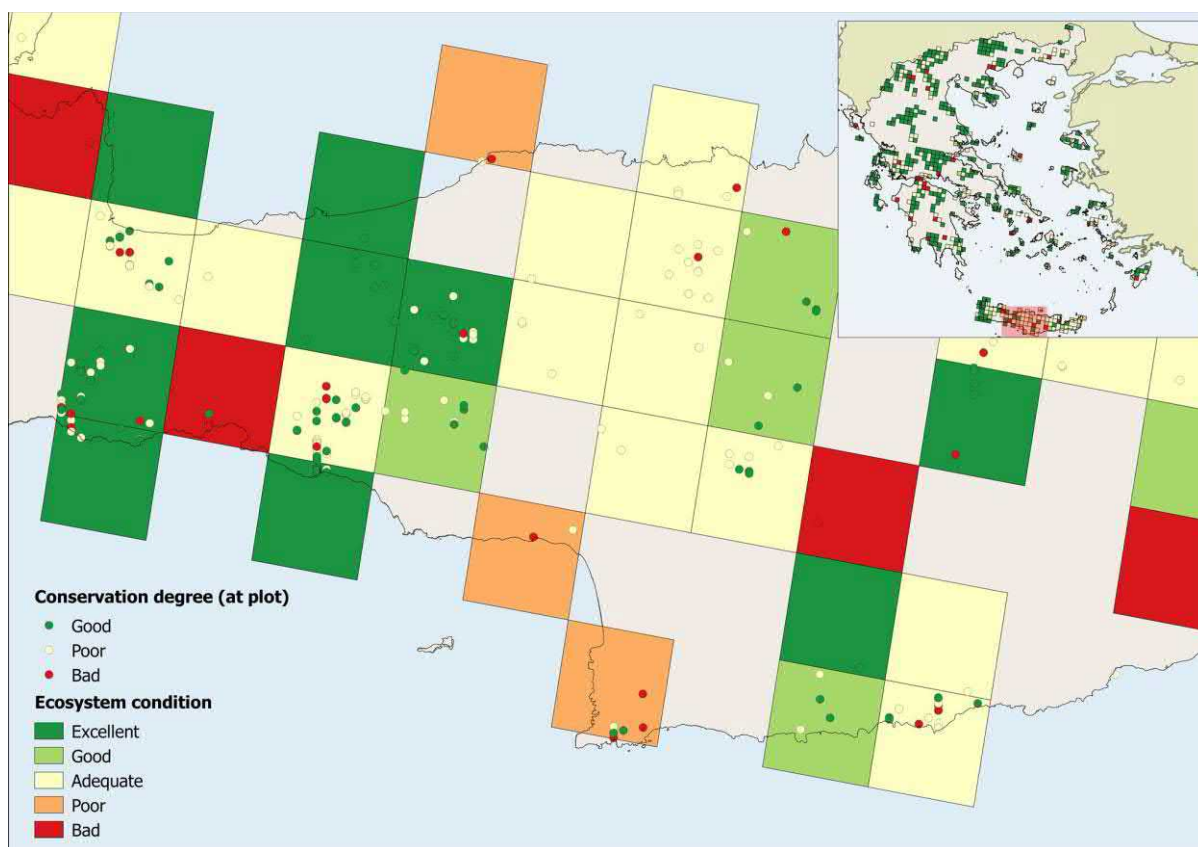 Conservation degree (at plot)
Good
Poor
Bad
Ecosystem condition
Excellent
Good
Adequate
Poor
Bad